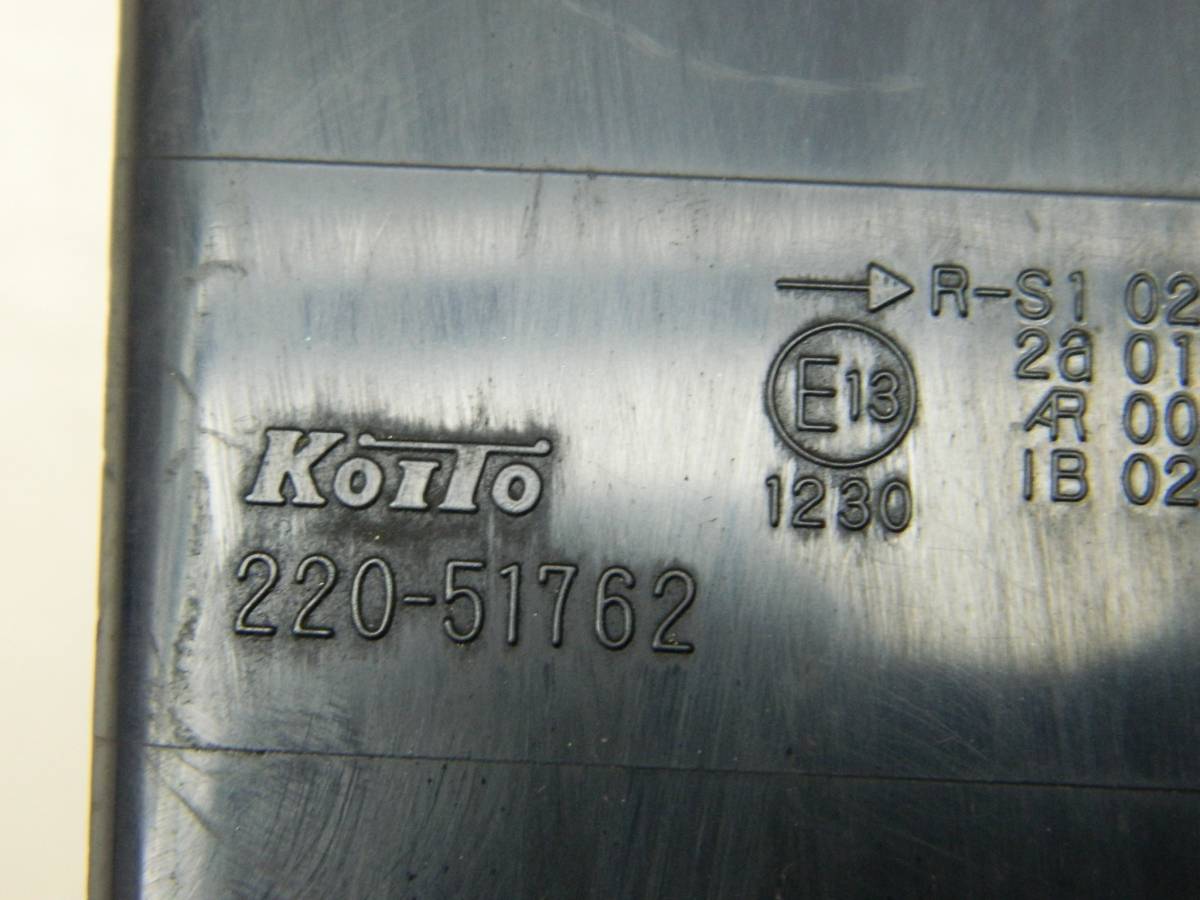 R-S1 02
2a 01
AR 00
IB 02
E13
1230
KoiTo
220-51762